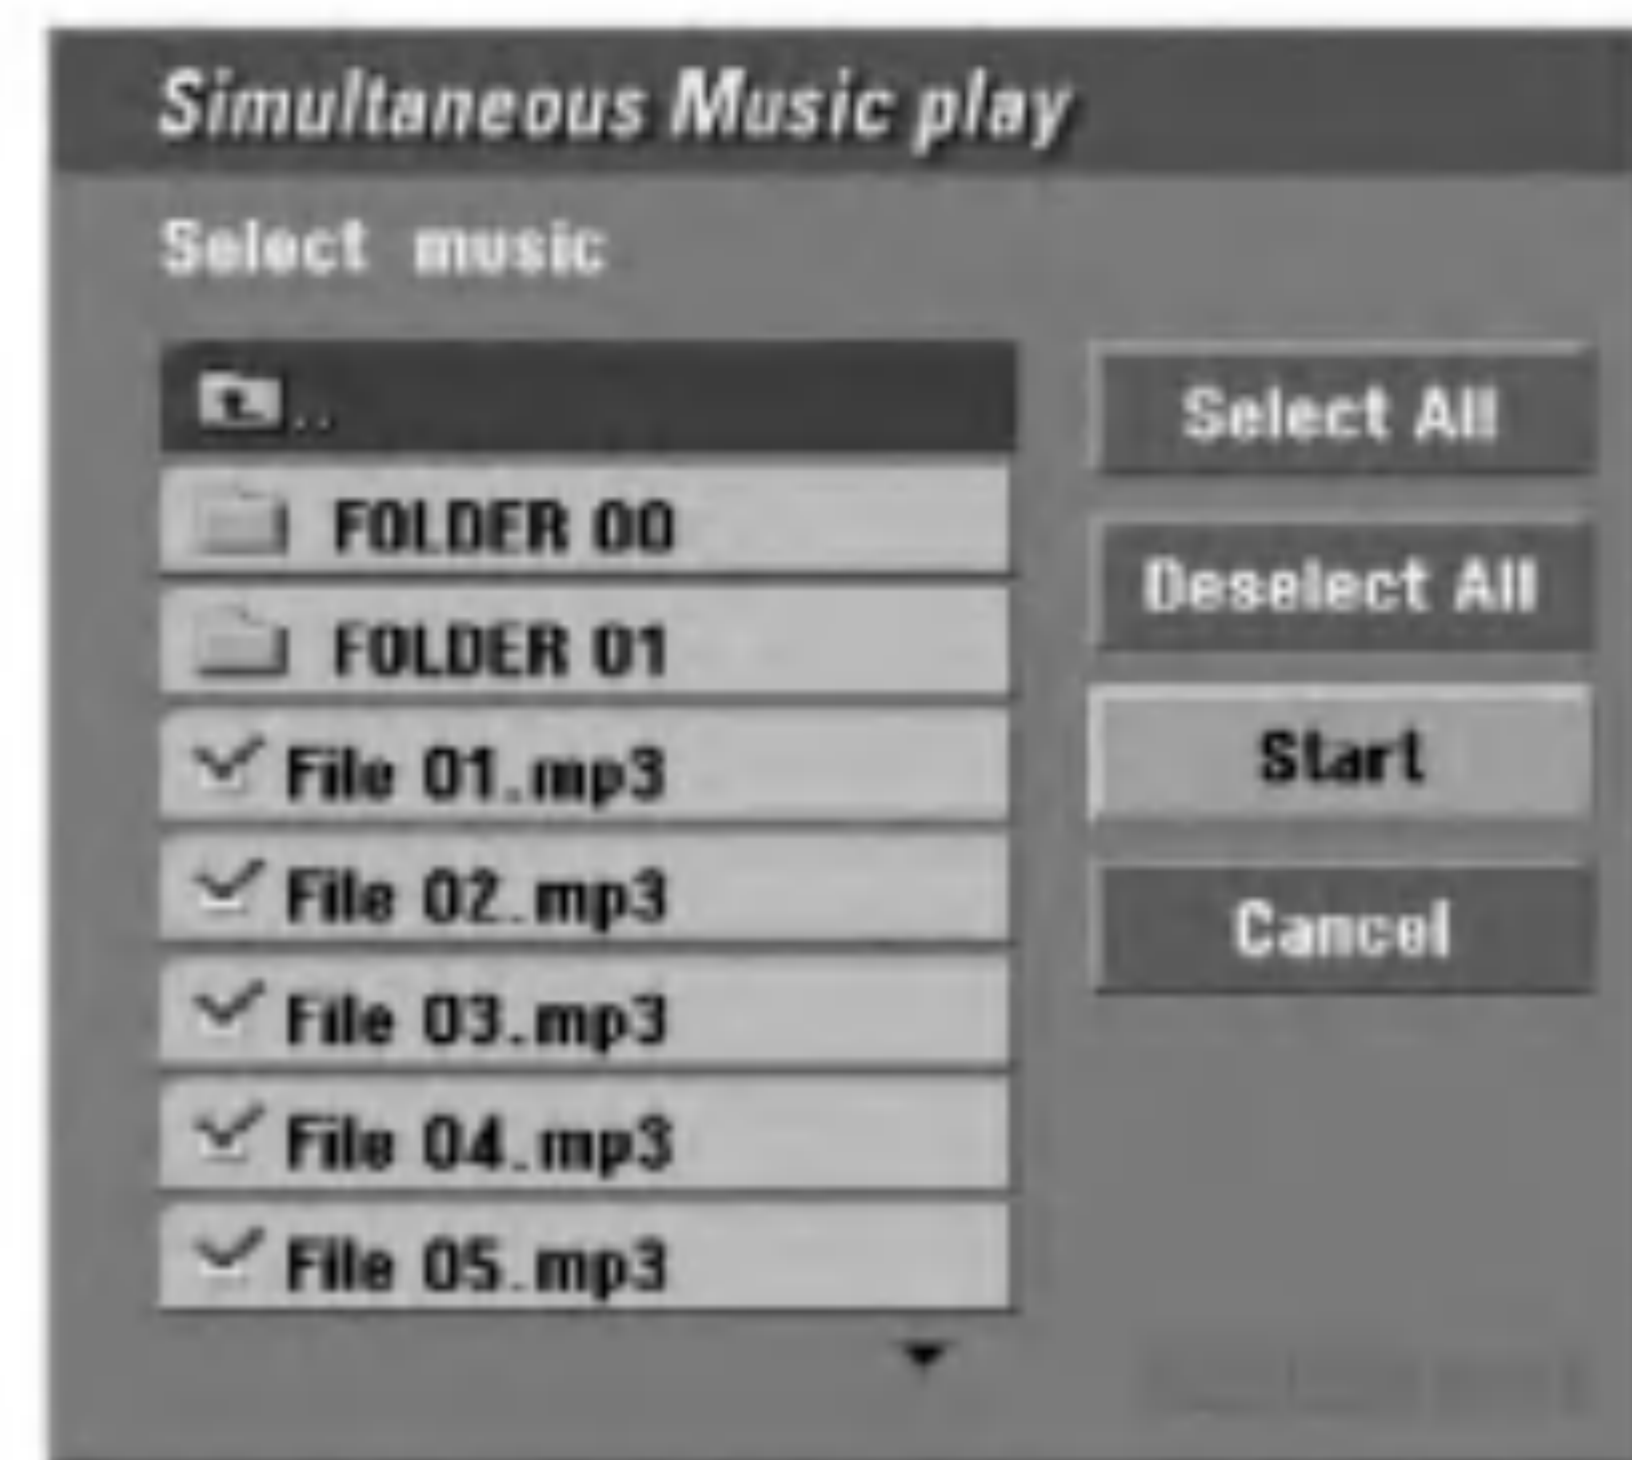 Simultaneous Music play
Select music
..
FOLDER 00
FOLDER 01
File 01.mp3
File 02.mp3
File 03.mp3
File 04.mp3
File 05.mp3
Select All
Deselect All
Start
Cancel